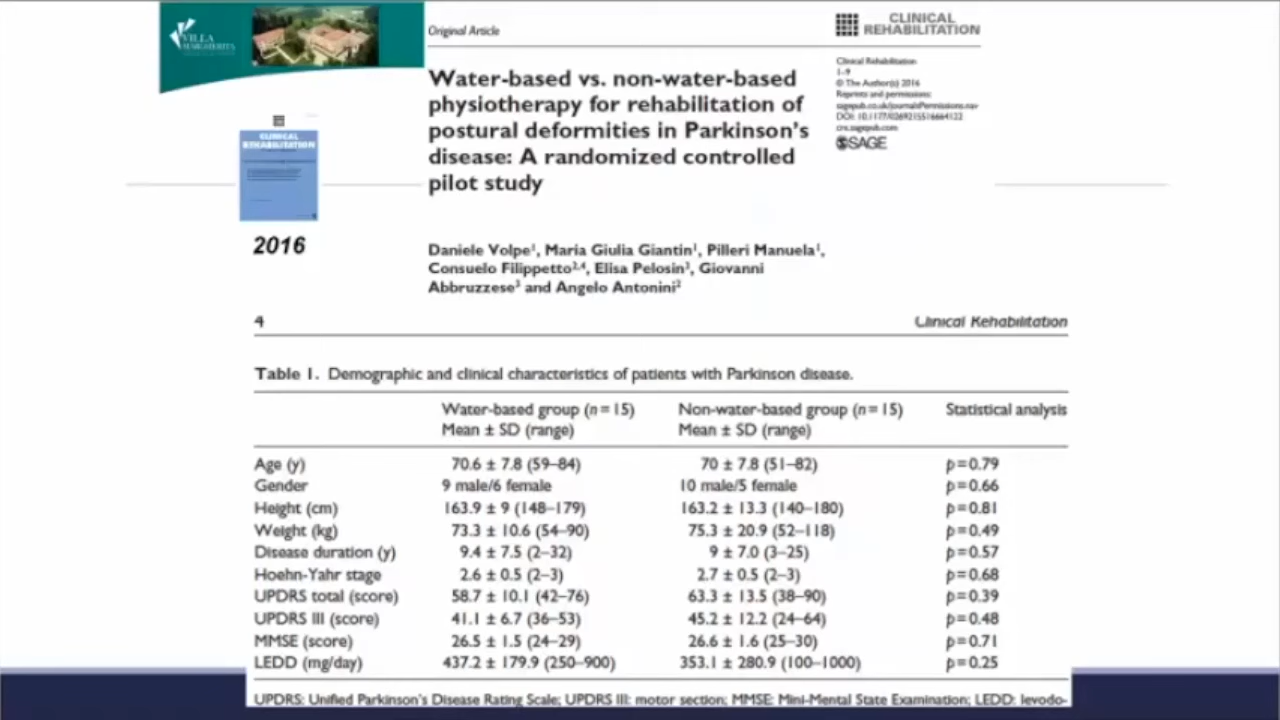 VILLA
MARGHERITA
Original Article
CLINICAL
REHABILITATION
Clinical Rehabilitation
1–9
© The Author(s) 2016
Reprints and permissions:
sagepub.co.uk/journalsPermissions.nav
DOI: 10.1177/0269215516664122
cre.sagepub.com
SAGE
Water-based vs. non-water-based
physiotherapy for rehabilitation of
postural deformities in Parkinson's
disease: A randomized controlled
pilot study
CLINICAL
REHABILITATION
2016
Daniele Volpe¹, Maria Giulia Giantin¹, Pilleri Manuela¹,
Consuelo Filippetto²,⁴, Elisa Pelosin³, Giovanni
Abbruzzese³ and Angelo Antonini²
4 Clinical Rehabilitation
Table 1. Demographic and clinical characteristics of patients with Parkinson disease.
Water-based group (n=15) Non-water-based group (n=15) Statistical analysis
Mean ± SD (range) Mean ± SD (range)
Age (y) 70.6 ± 7.8 (59–84) 70 ± 7.8 (51–82) p=0.79
Gender 9 male/6 female 10 male/5 female p=0.66
Height (cm) 163.9 ± 9 (148–179) 163.2 ± 13.3 (140–180) p=0.81
Weight (kg) 73.3 ± 10.6 (54–90) 75.3 ± 20.9 (52–118) p=0.49
Disease duration (y) 9.4 ± 7.5 (2–32) 9 ± 7.0 (3–25) p=0.57
Hoehn-Yahr stage 2.6 ± 0.5 (2–3) 2.7 ± 0.5 (2–3) p=0.68
UPDRS total (score) 58.7 ± 10.1 (42–76) 63.3 ± 13.5 (38–90) p=0.39
UPDRS III (score) 41.1 ± 6.7 (36–53) 45.2 ± 12.2 (24–64) p=0.48
MMSE (score) 26.5 ± 1.5 (24–29) 26.6 ± 1.6 (25–30) p=0.71
LEDD (mg/day) 437.2 ± 179.9 (250–900) 353.1 ± 280.9 (100–1000) p=0.25
UPDRS: Unified Parkinson's Disease Rating Scale; UPDRS III: motor section; MMSE: Mini-Mental State Examination; LEDD: levodo-